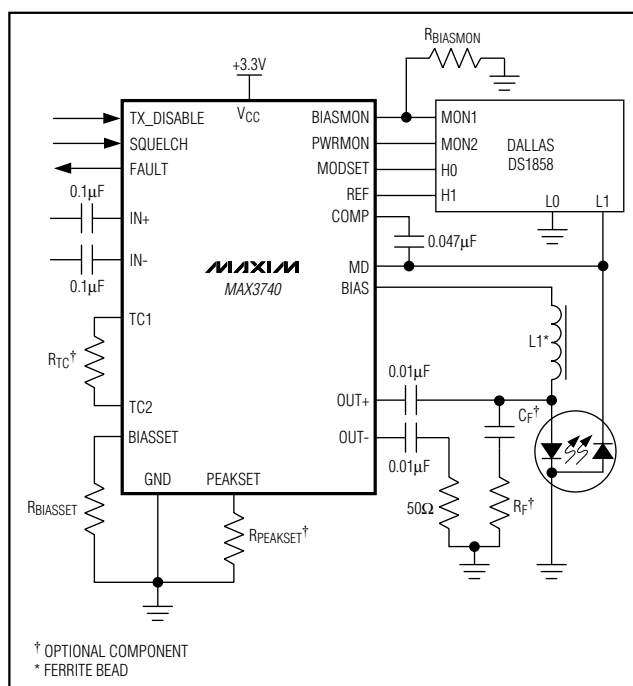 RBIASMON
+3.3V
VCC
TX_DISABLE
SQUELCH
FAULT
0.1µF
IN+
IN-
0.1µF
TC1
RTC†
TC2
BIASSET
RBIASSET
GND
PEAKSET
RPEAKSET†
MAXIM
MAX3740
BIASMON
PWRMON
MODSET
REF
COMP
MD
BIAS
OUT+
OUT-
MON1
MON2
H0
H1
DALLAS
DS1858
L0
L1
0.047µF
L1*
0.01µF
0.01µF
CF†
50Ω
RF†
† OPTIONAL COMPONENT
* FERRITE BEAD